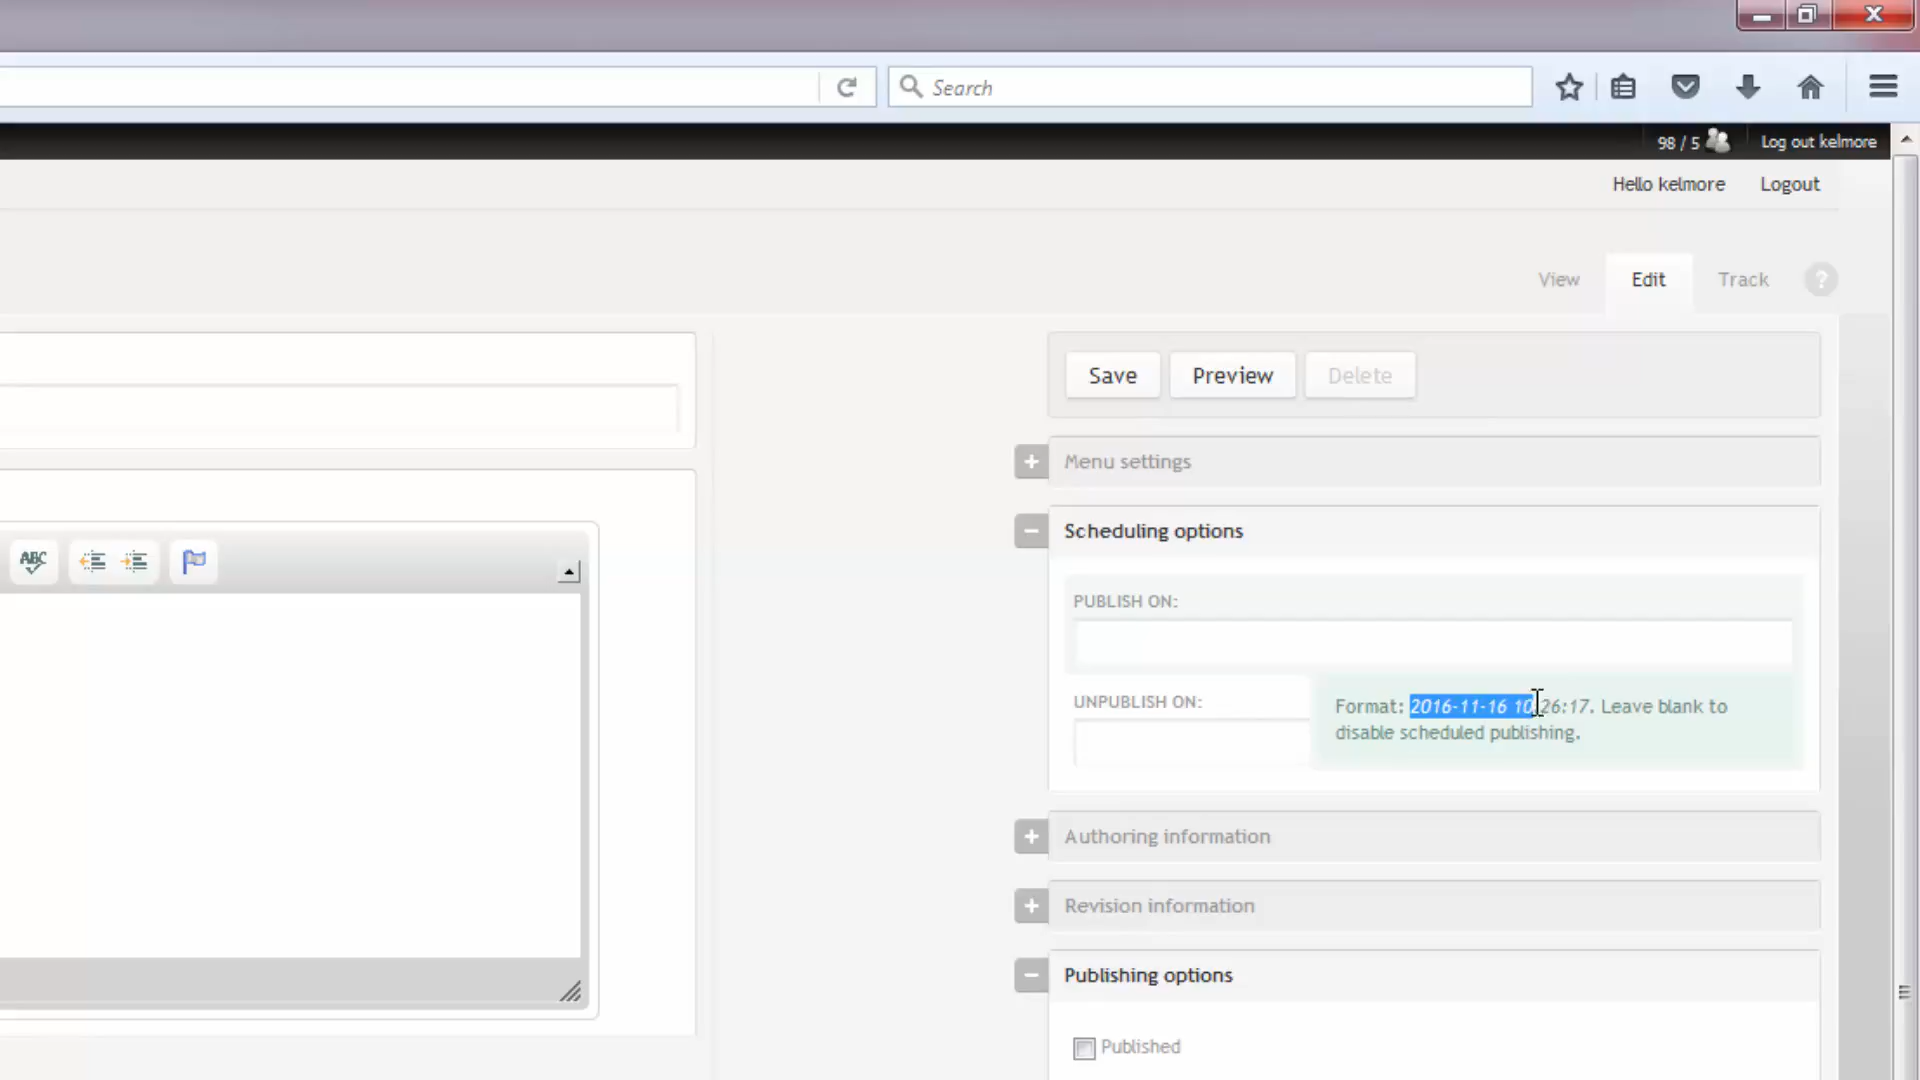 Search
98 / 5
Log out kelmore
Hello kelmore Logout
View Edit Track ?
Save Preview Delete
Menu settings
Scheduling options
PUBLISH ON:
UNPUBLISH ON:
Format: 2016-11-16 10:26:17. Leave blank to
disable scheduled publishing.
ABC
Authoring information
Revision information
Publishing options
Published